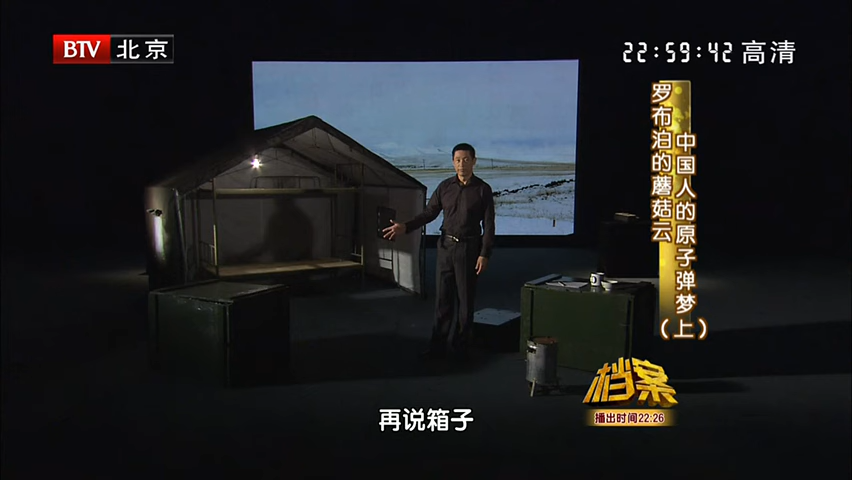 BTV 北京
22:59:42 高清
罗布泊的蘑菇云
中国人的原子弹梦(上)
档案
播出时间22:26
再说箱子